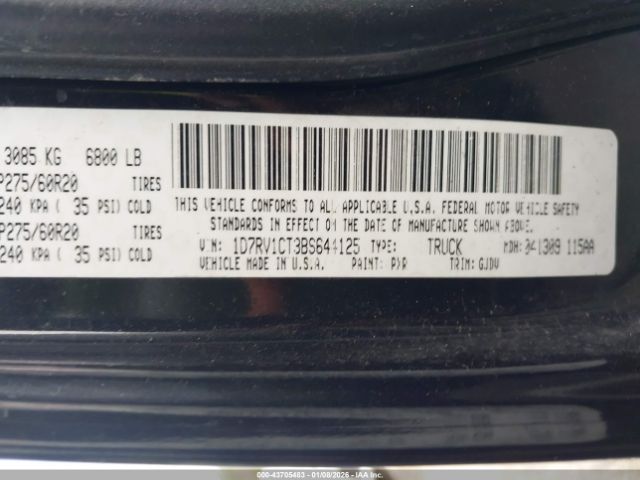 3085 KG 6800 LB
P275/60R20 TIRES
240 KPA ( 35 PSI) COLD
P275/60R20 TIRES
240 KPA ( 35 PSI) COLD
THIS VEHICLE CONFORMS TO ALL APPLICABLE U.S.A. FEDERAL MOTOR VEHICLE SAFETY
STANDARDS IN EFFECT ON THE DATE OF MANUFACTURE SHOWN ABOVE.
VIN: 1D7RV1CT3BS644125 TYPE: TRUCK MDH: 041309 115AA
VEHICLE MADE IN U.S.A. PAINT: PXR TRIM: GJDV
000-43705483 | 01/08/2026 | IAA Inc.